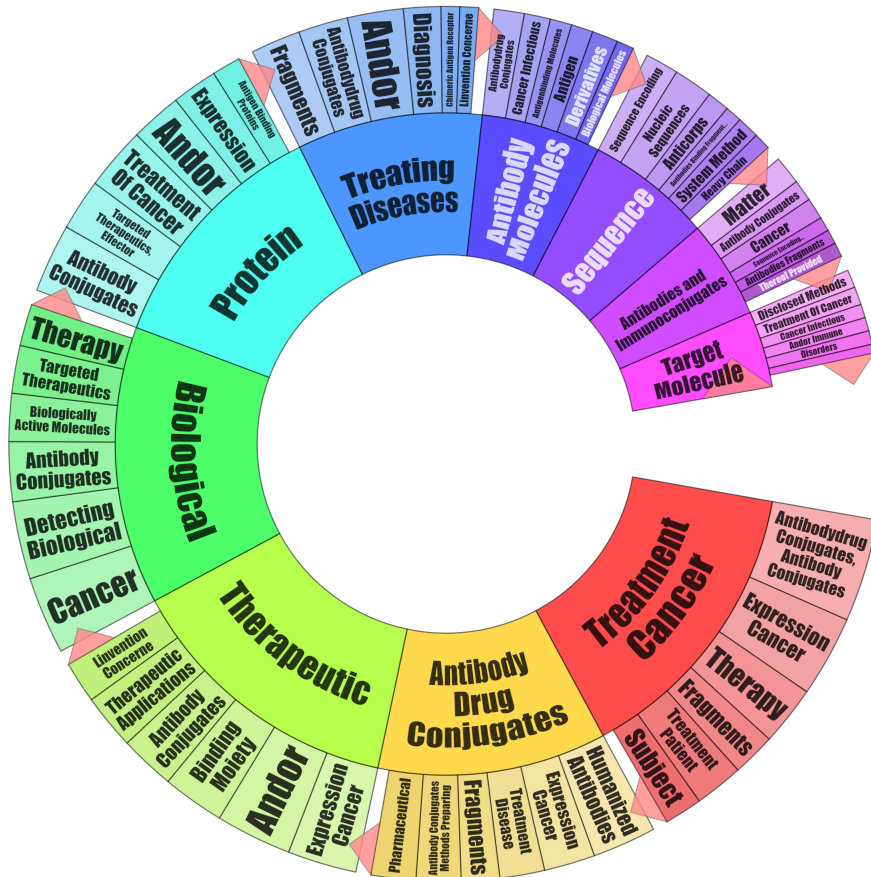 Treatment
Cancer
Antibodydrug
Conjugates,
Antibody
Conjugates
Expression
Cancer
Therapy
Fragments
Treatment
Patient
Subject
Antibody
Drug
Conjugates
Humanized
Antibodies
Expression
Cancer
Treatment
Disease
Fragments
Antibody Conjugates
Methods Preparing
Pharmaceutical
Therapeutic
Expression
Cancer
Andor
Binding
Moiety
Antibody
Conjugates
Therapeutic
Applications
Linvention
Concerne
Biological
Cancer
Detecting
Biological
Antibody
Conjugates
Biologically
Active Molecules
Targeted
Therapeutics
Therapy
Protein
Antibody
Conjugates
Targeted
Therapeutics,
Effector
Treatment
Of Cancer
Andor
Expression
Antigen Binding
Proteins
Treating
Diseases
Fragments
Antibodydrug
Conjugates
Andor
Diagnosis
Chimeric Antigen Receptor
Linvention Concerne
Antibody
Molecules
Antibodydrug
Conjugates
Cancer Infectious
Antigenbinding Molecules
Antigen
Derivatives
Biological Molecules
Sequence
Sequence Encoding
Nucleic
Sequences
Anticorps
Antibodies Binding Fragment,
System Method
Heavy Chain
Antibodies and
Immunoconjugates
Matter
Antibody Conjugates
Cancer
Sequence Encoding,
Antibodies Fragments
Thereof Provided
Target
Molecule
Disclosed Methods
Treatment Of Cancer
Cancer Infectious
Andor Immune
Disorders